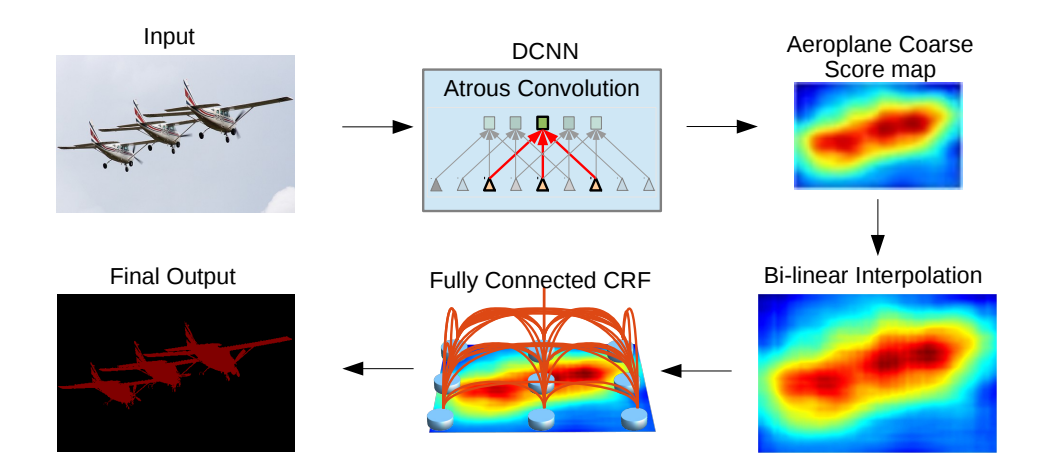 Input
DCNN
Atrous Convolution
Aeroplane Coarse
Score map
Bi-linear Interpolation
Fully Connected CRF
Final Output